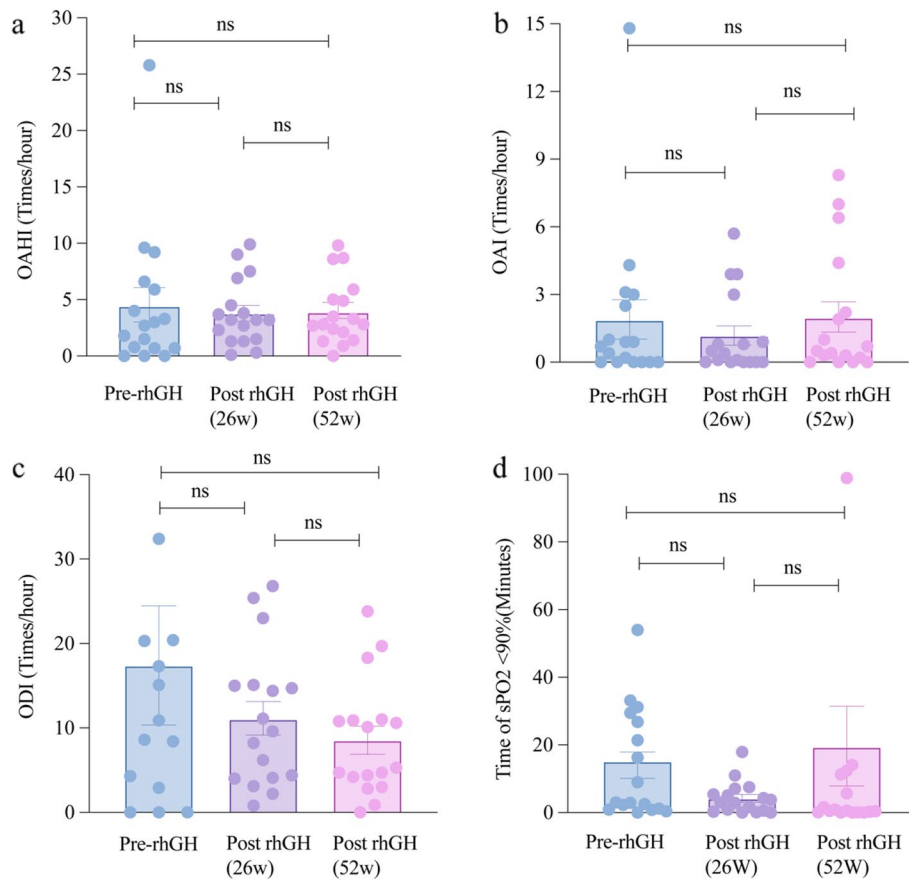 a
OAHI (Times/hour)
30
25
20
15
10
5
0
ns
ns
ns
Pre-rhGH
Post rhGH
(26w)
Post rhGH
(52w)
b
OAI (Times/hour)
15
12
9
6
3
0
ns
ns
ns
Pre-rhGH
Post rhGH
(26w)
Post rhGH
(52w)
c
ODI (Times/hour)
40
30
20
10
0
ns
ns
ns
Pre-rhGH
Post rhGH
(26w)
Post rhGH
(52w)
d
Time of sPO2 <90%(Minutes)
100
80
60
40
20
0
ns
ns
ns
Pre-rhGH
Post rhGH
(26W)
Post rhGH
(52W)